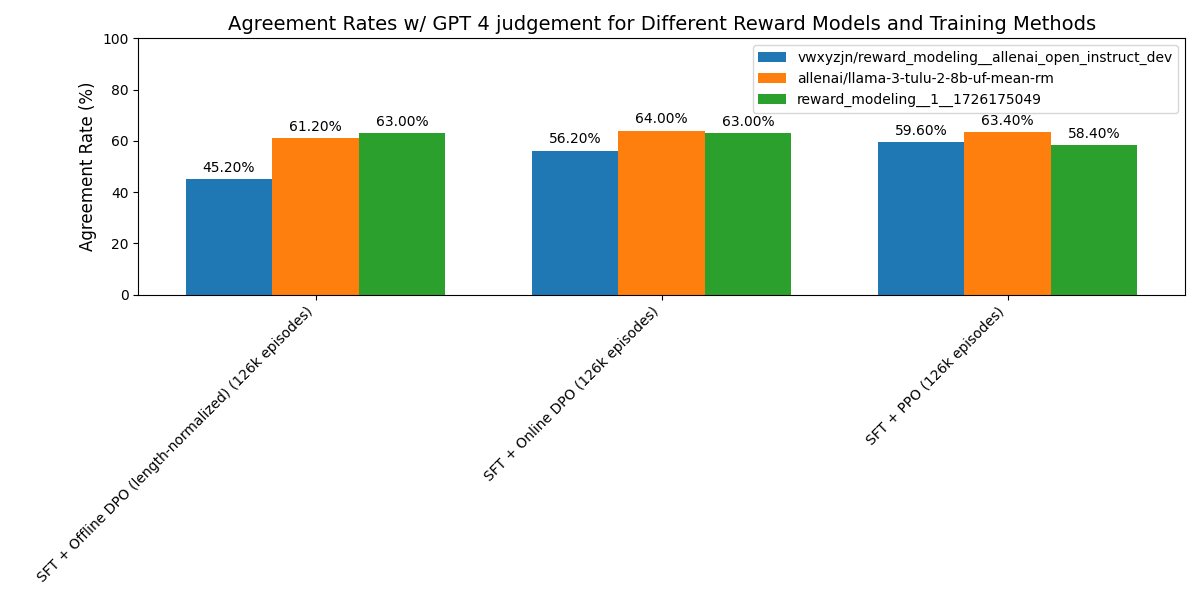 Agreement Rates w/ GPT 4 judgement for Different Reward Models and Training Methods
Agreement Rate (%)
100
80
60
40
20
0
vwxyzjn/reward_modeling__allenai_open_instruct_dev
allenai/llama-3-tulu-2-8b-uf-mean-rm
reward_modeling__1__1726175049
45.20%
61.20%
63.00%
56.20%
64.00%
63.00%
59.60%
63.40%
58.40%
SFT + Offline DPO (length-normalized) (126k episodes)
SFT + Online DPO (126k episodes)
SFT + PPO (126k episodes)